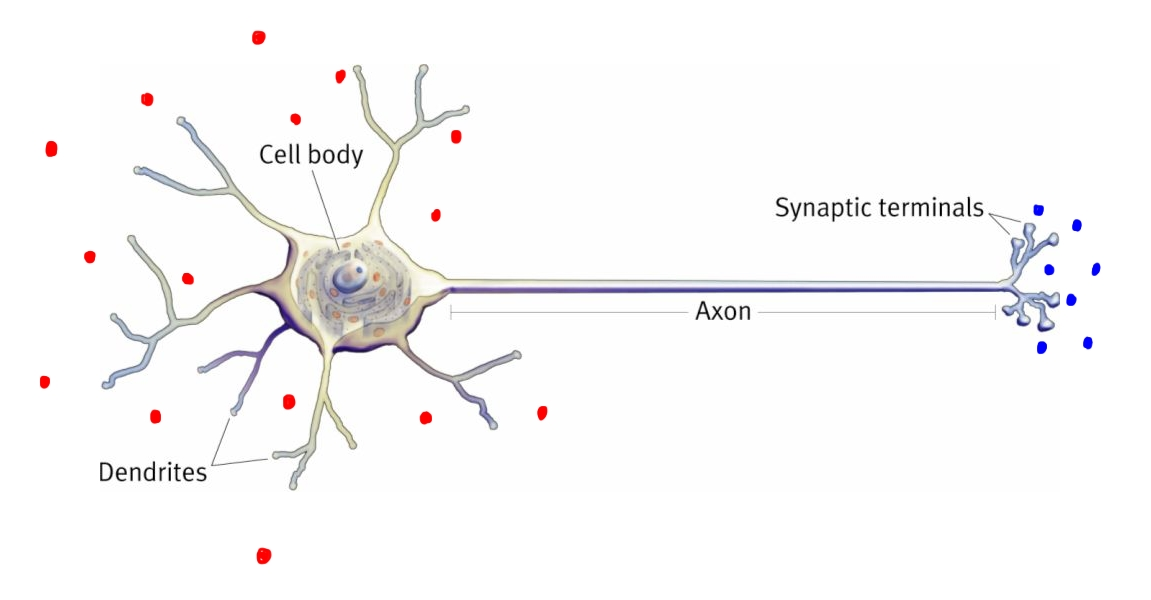 Cell body
Synaptic terminals
Axon
Dendrites